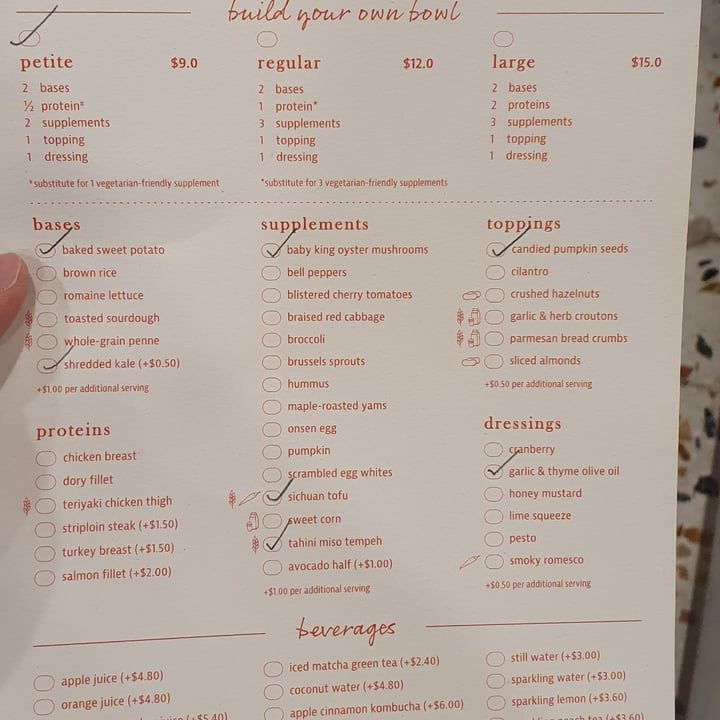 build your own bowl
petite $9.0
2 bases
½ protein*
2 supplements
1 topping
1 dressing
*substitute for 1 vegetarian-friendly supplement
regular $12.0
2 bases
1 protein*
3 supplements
1 topping
1 dressing
*substitute for 3 vegetarian-friendly supplements
large $15.0
2 bases
2 proteins
3 supplements
1 topping
1 dressing
bases
baked sweet potato
brown rice
romaine lettuce
toasted sourdough
whole-grain penne
shredded kale (+$0.50)
+$1.00 per additional serving
proteins
chicken breast
dory fillet
teriyaki chicken thigh
striploin steak (+$1.50)
turkey breast (+$1.50)
salmon fillet (+$2.00)
supplements
baby king oyster mushrooms
bell peppers
blistered cherry tomatoes
braised red cabbage
broccoli
brussels sprouts
hummus
maple-roasted yams
onsen egg
pumpkin
scrambled egg whites
sichuan tofu
sweet corn
tahini miso tempeh
avocado half (+$1.00)
+$1.00 per additional serving
toppings
candied pumpkin seeds
cilantro
crushed hazelnuts
garlic & herb croutons
parmesan bread crumbs
sliced almonds
+$0.50 per additional serving
dressings
cranberry
garlic & thyme olive oil
honey mustard
lime squeeze
pesto
smoky romesco
+$0.50 per additional serving
beverages
apple juice (+$4.80)
orange juice (+$4.80)
(+$5.40)
iced matcha green tea (+$2.40)
coconut water (+$4.80)
apple cinnamon kombucha (+$6.00)
still water (+$3.00)
sparkling water (+$3.00)
sparkling lemon (+$3.60)
tea (+$3.60)